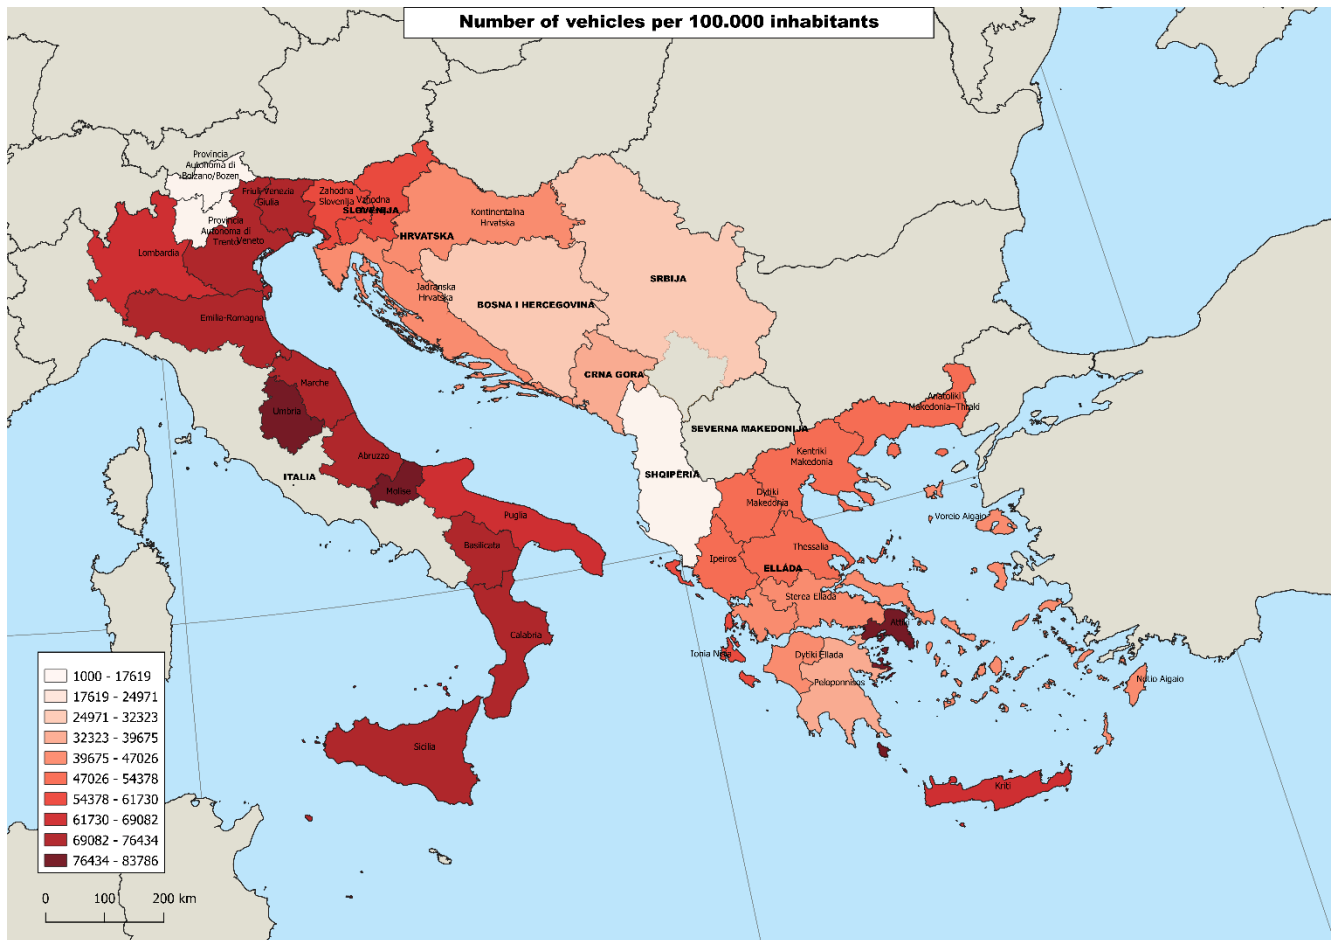 Number of vehicles per 100.000 inhabitants
Provincia
Autonoma di
Bolzano/Bozen
Friuli-Venezia
Giulia
Zahodna
Slovenija
Vzhodna
SLOVENIJA
Provincia
Autonoma di
Trento
Veneto
Lombardia
Kontinentalna
Hrvatska
HRVATSKA
SRBIJA
Jadranska
Hrvatska
BOSNA I HERCEGOVINA
Emilia-Romagna
CRNA GORA
Marche
Umbria
Anatoliki
Makedonia-Thraki
SEVERNA MAKEDONIJA
Abruzzo
Kentriki
Makedonia
ITALIA
SHQIPËRIA
Molise
Dytiki
Makedonia
Puglia
Voreio Aigaio
Basilicata
Ipeiros
Thessalia
ELLÁDA
Sterea Ellada
Attiki
Calabria
Ionia Nisia
Dytiki Ellada
Peloponnisos
Notio Aigaio
Sicilia
Kriti
1000 - 17619
17619 - 24971
24971 - 32323
32323 - 39675
39675 - 47026
47026 - 54378
54378 - 61730
61730 - 69082
69082 - 76434
76434 - 83786
0 100 200 km